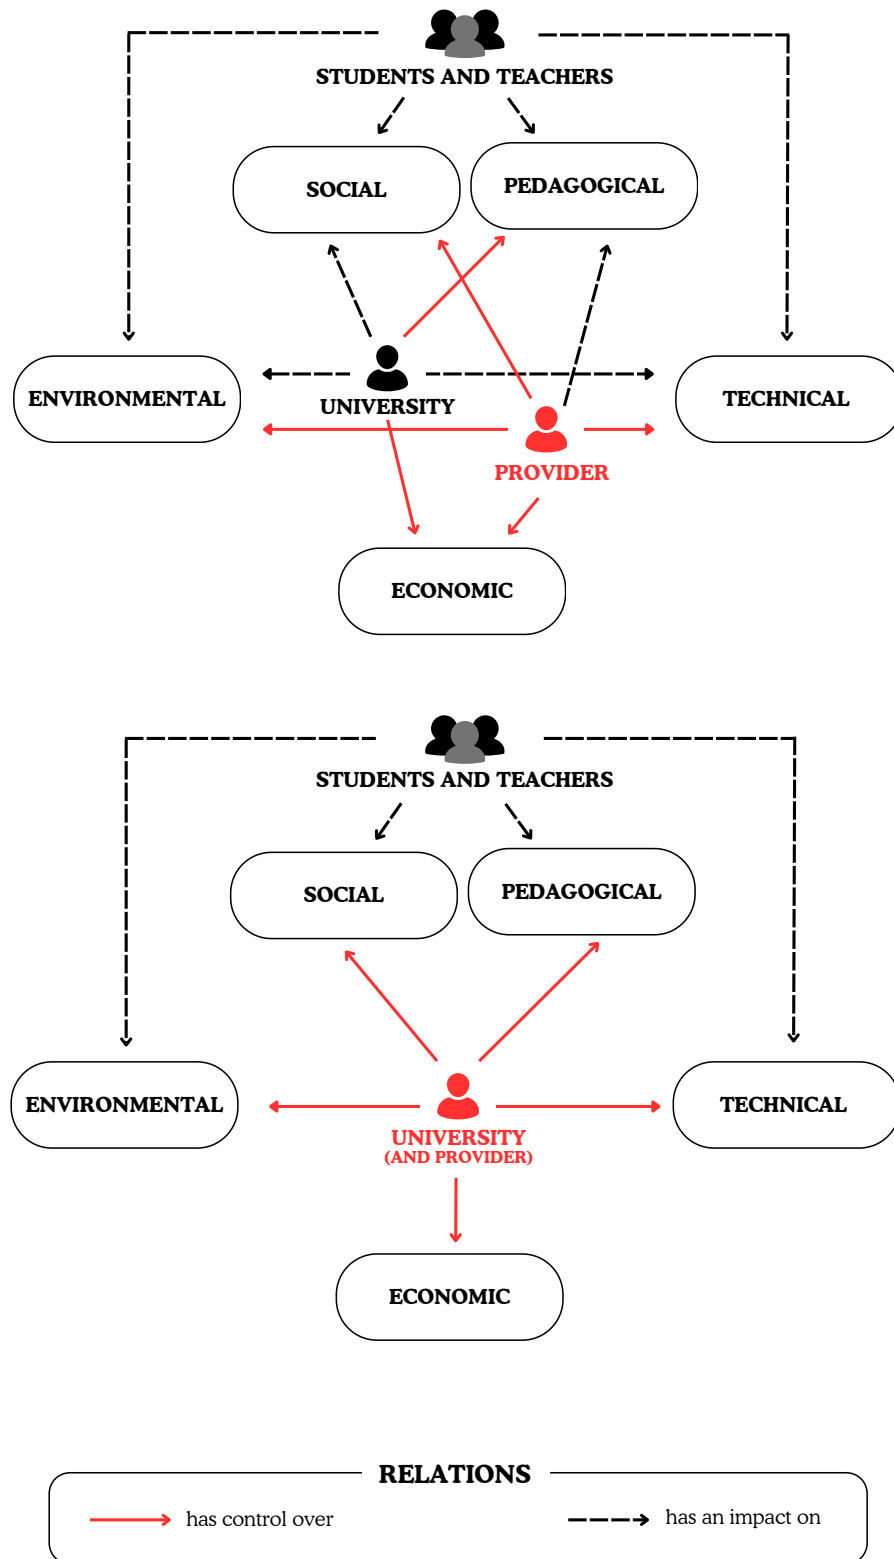 STUDENTS AND TEACHERS
SOCIAL
PEDAGOGICAL
ENVIRONMENTAL
UNIVERSITY
TECHNICAL
PROVIDER
ECONOMIC
STUDENTS AND TEACHERS
SOCIAL
PEDAGOGICAL
ENVIRONMENTAL
TECHNICAL
UNIVERSITY
(AND PROVIDER)
ECONOMIC
RELATIONS
has control over
has an impact on